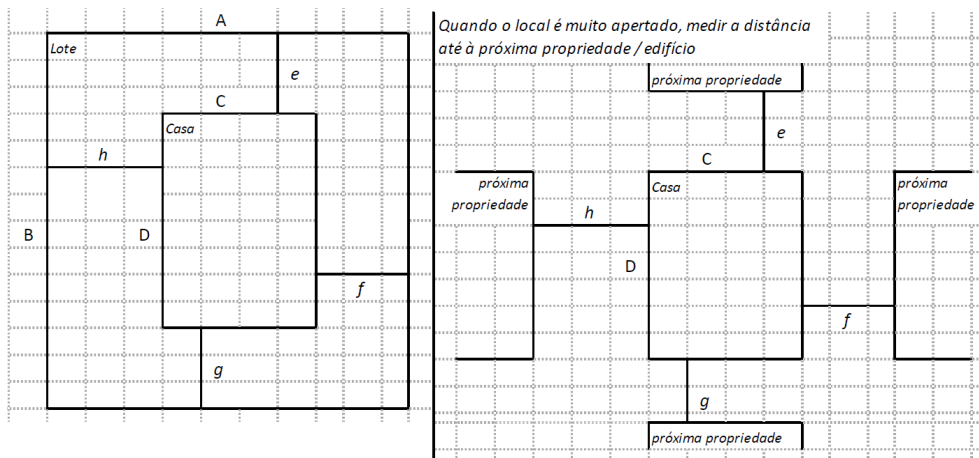 A
Lote
e
C
Casa
h
B
D
f
g
Quando o local é muito apertado, medir a distância
até à próxima propriedade / edifício
próxima propriedade
e
C
próxima
propriedade
Casa
próxima
propriedade
h
D
f
g
próxima propriedade